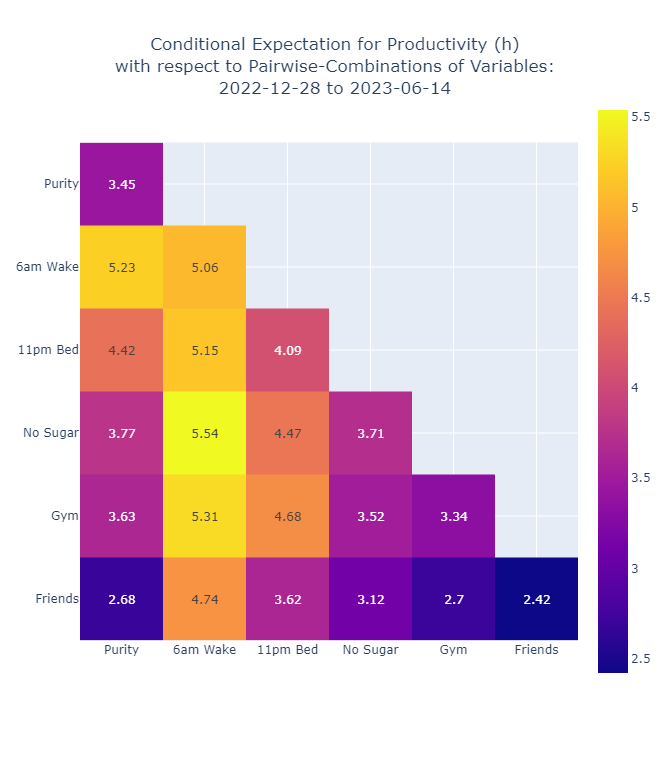 Conditional Expectation for Productivity (h)
with respect to Pairwise-Combinations of Variables:
2022-12-28 to 2023-06-14
5.5
5
4.5
4
3.5
3
2.5
Purity 3.45
6am Wake 5.23 5.06
11pm Bed 4.42 5.15 4.09
No Sugar 3.77 5.54 4.47 3.71
Gym 3.63 5.31 4.68 3.52 3.34
Friends 2.68 4.74 3.62 3.12 2.7 2.42
Purity 6am Wake 11pm Bed No Sugar Gym Friends